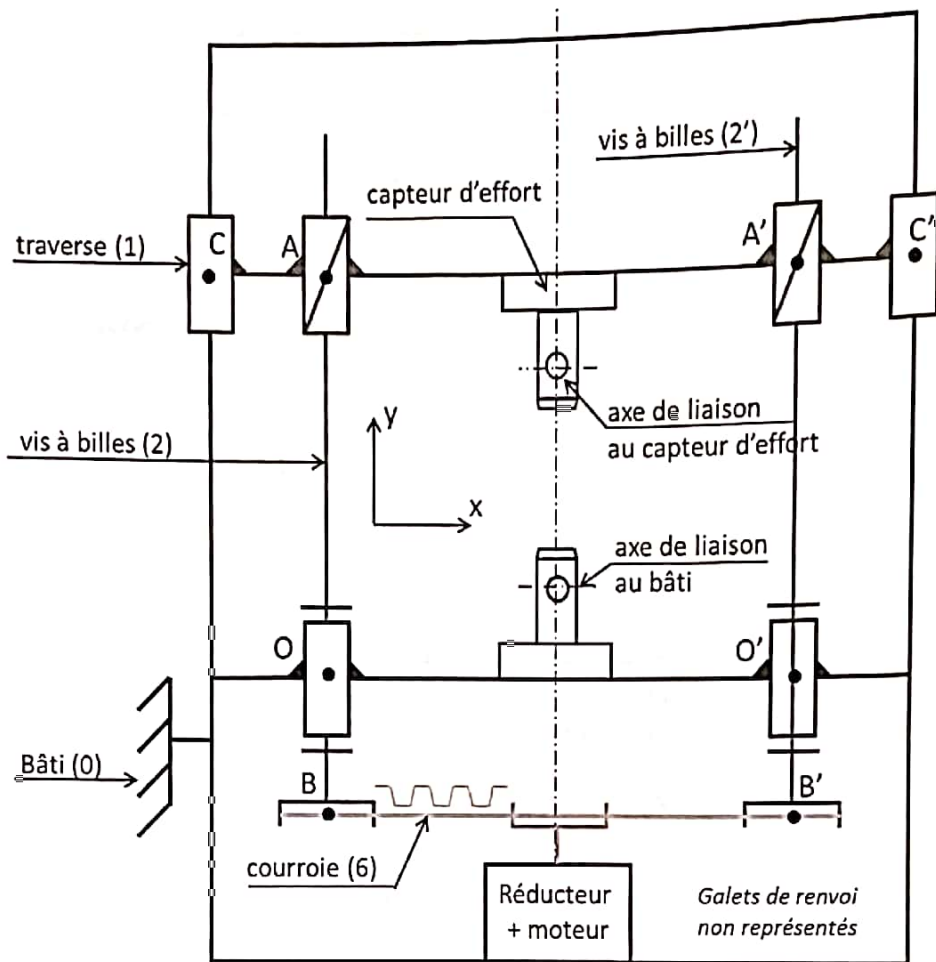 vis à billes (2')
capteur d'effort
traverse (1)
C
A
A'
C'
axe de liaison
au capteur d'effort
vis à billes (2)
y
x
axe de liaison
au bâti
O
O'
Bâti (0)
B
B'
courroie (6)
Réducteur
+ moteur
Galets de renvoi
non représentés